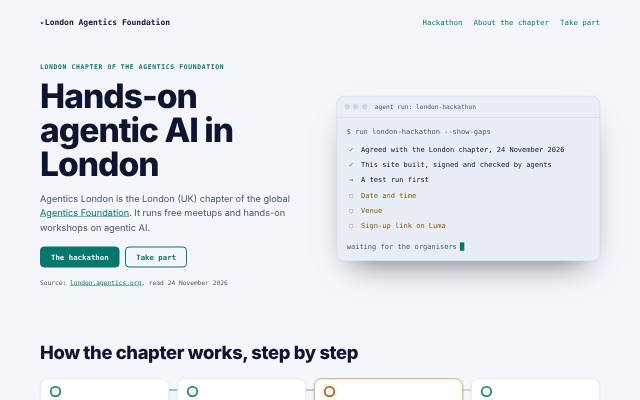 London Agentics Foundation
Hackathon About the chapter Take part
LONDON CHAPTER OF THE AGENTICS FOUNDATION
Hands-on
agentic AI in
London
Agentics London is the London (UK) chapter of the global
Agentics Foundation. It runs free meetups and hands-on
workshops on agentic AI.
The hackathon Take part
Source: london.agentics.org, read 24 November 2026
agent run: london-hackathon
$ run london-hackathon --show-gaps
✓ Agreed with the London chapter, 24 November 2026
✓ This site built, signed and checked by agents
→ A test run first
□ Date and time
□ Venue
□ Sign-up link on Luma
waiting for the organisers
How the chapter works, step by step